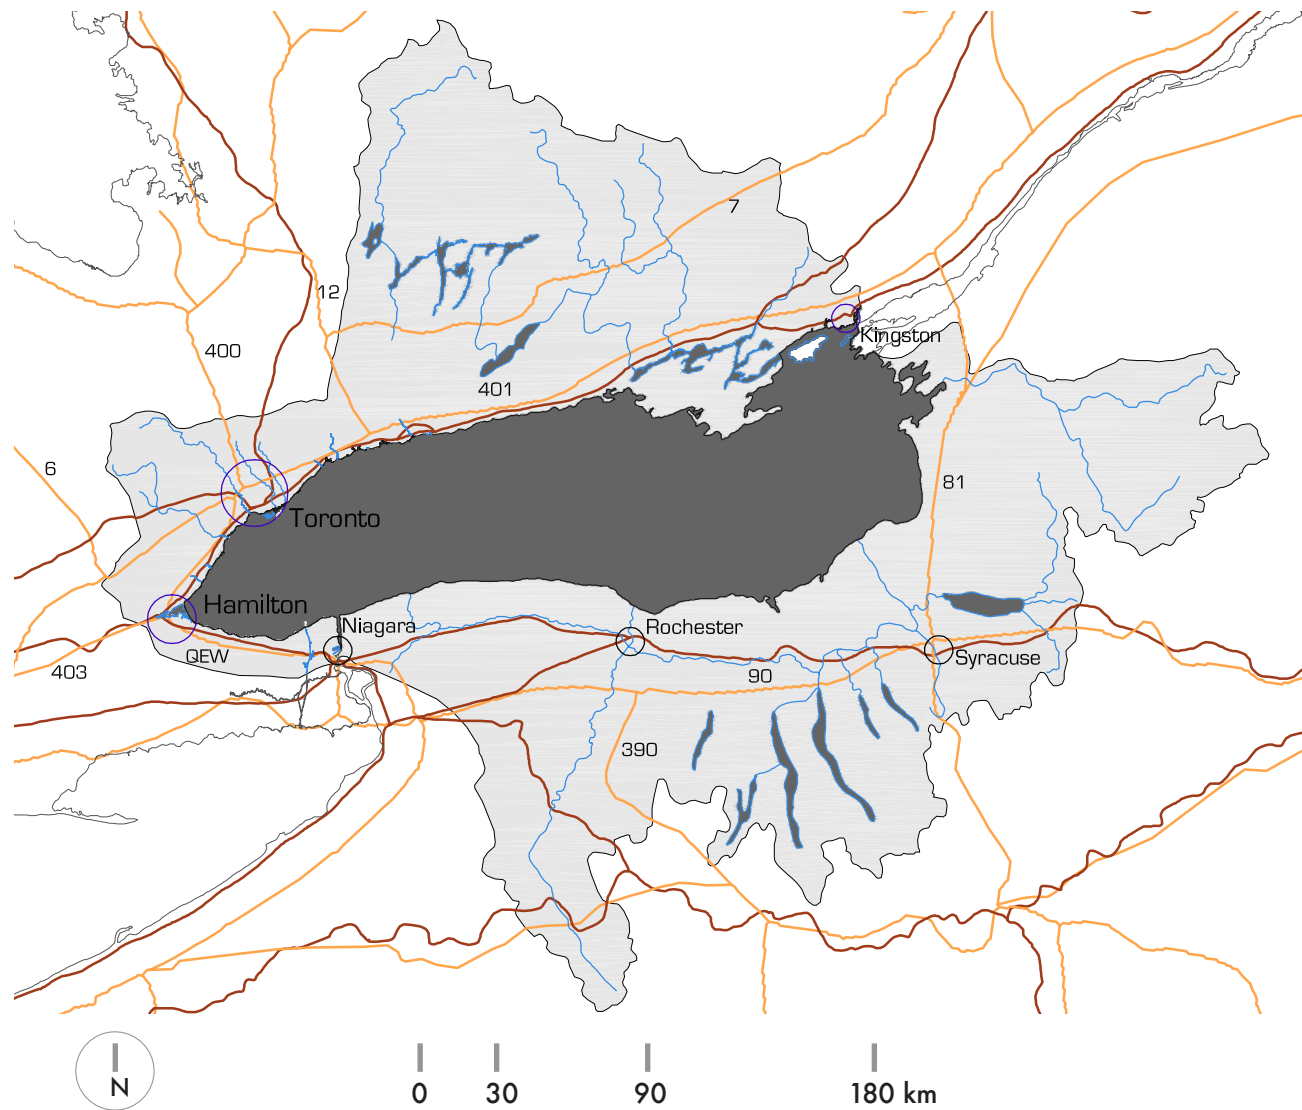 7
12
400
Kingston
401
6
81
Toronto
Hamilton
Niagara
Rochester
QEW
Syracuse
403
90
390
N
0 30 90 180 km